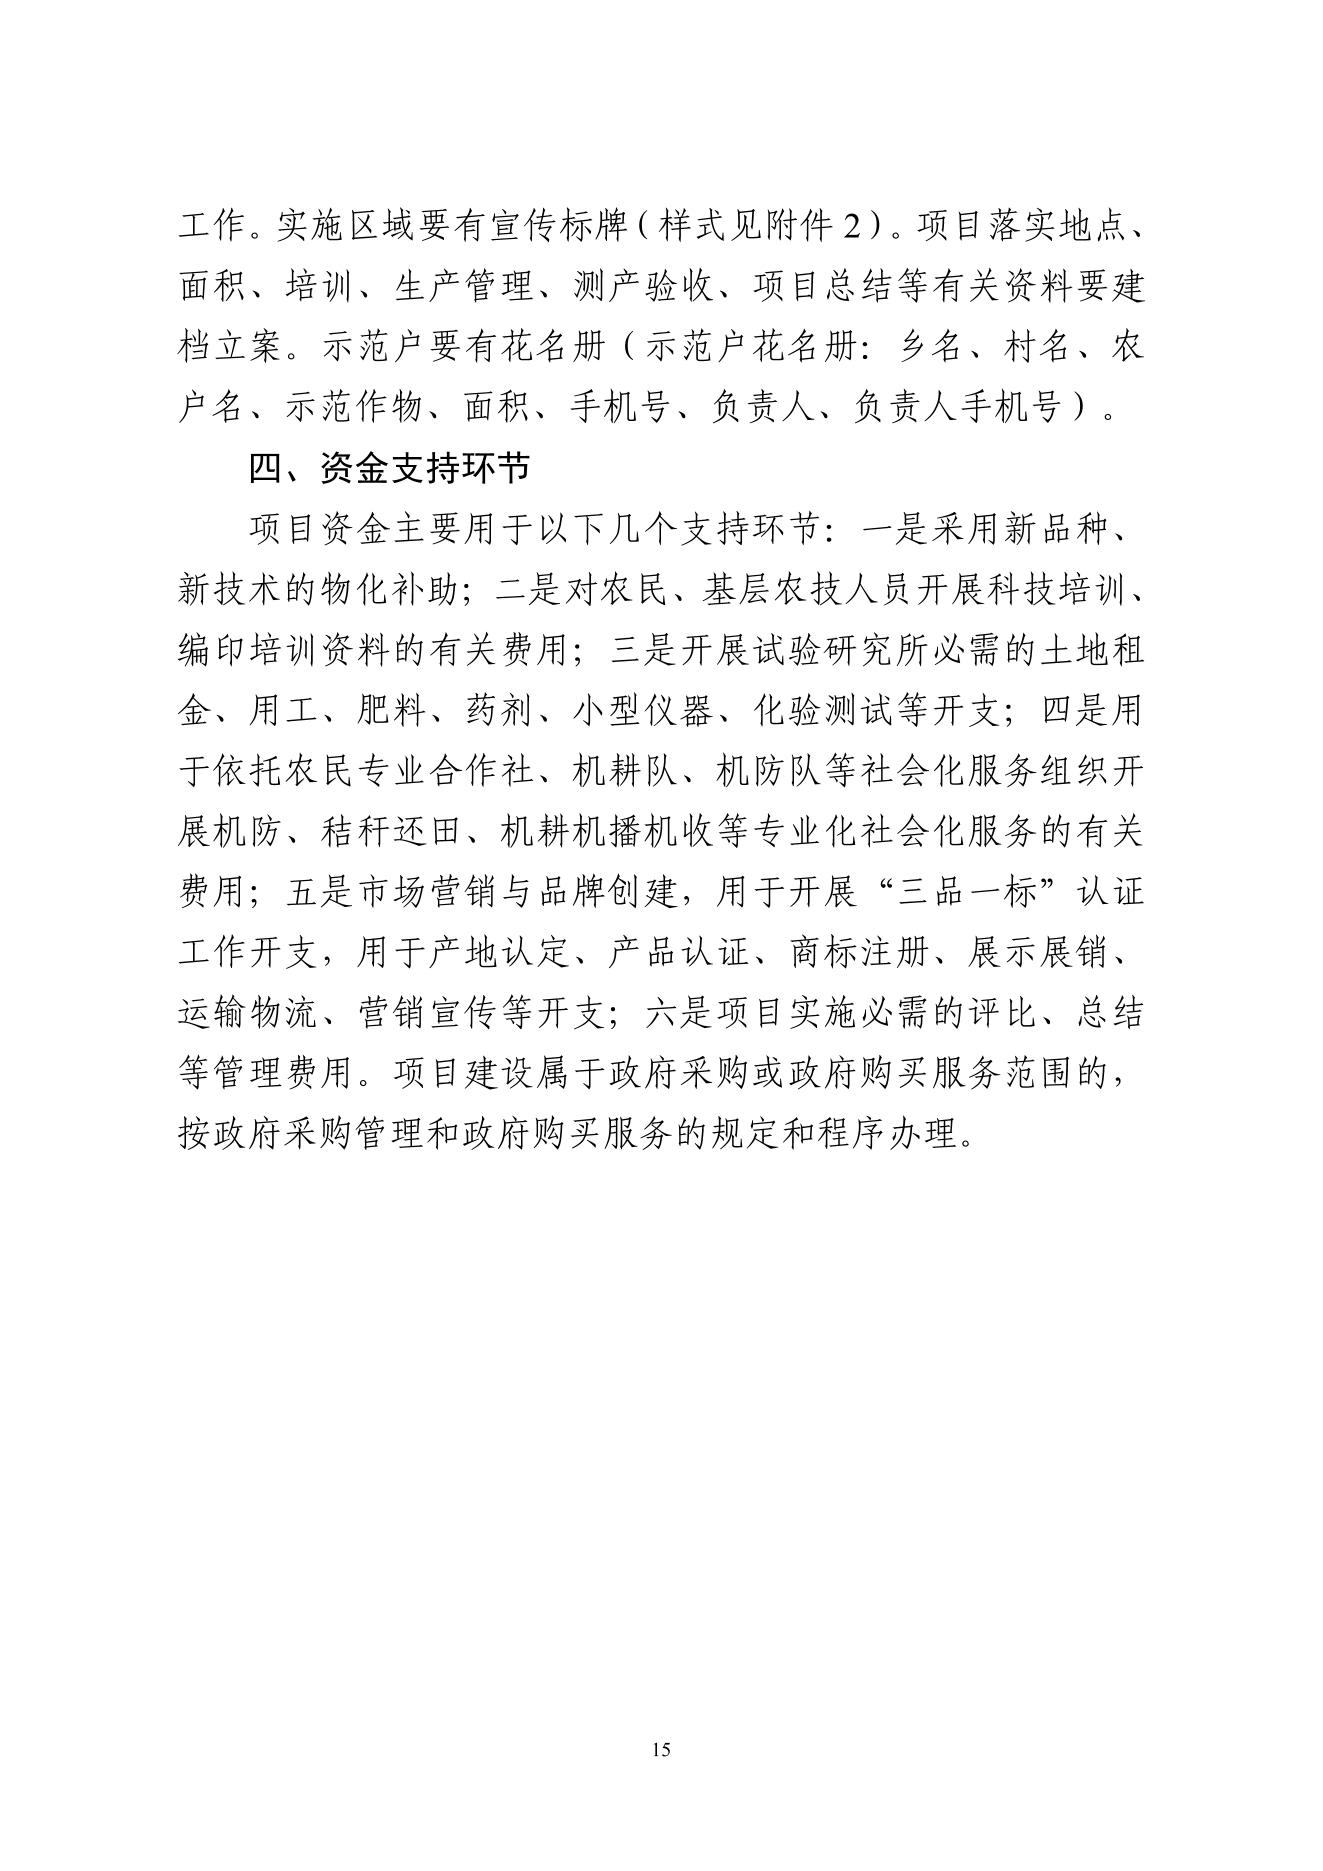 工作。实施区域要有宣传标牌（样式见附件 2）。项目落实地点、
面积、培训、生产管理、测产验收、项目总结等有关资料要建
档立案。示范户要有花名册（示范户花名册：乡名、村名、农
户名、示范作物、面积、手机号、负责人、负责人手机号）。
四、资金支持环节
项目资金主要用于以下几个支持环节：一是采用新品种、
新技术的物化补助；二是对农民、基层农技人员开展科技培训、
编印培训资料的有关费用；三是开展试验研究所必需的土地租
金、用工、肥料、药剂、小型仪器、化验测试等开支；四是用
于依托农民专业合作社、机耕队、机防队等社会化服务组织开
展机防、秸秆还田、机耕机播机收等专业化社会化服务的有关
费用；五是市场营销与品牌创建，用于开展“三品一标”认证
工作开支，用于产地认定、产品认证、商标注册、展示展销、
运输物流、营销宣传等开支；六是项目实施必需的评比、总结
等管理费用。项目建设属于政府采购或政府购买服务范围的，
按政府采购管理和政府购买服务的规定和程序办理。
15